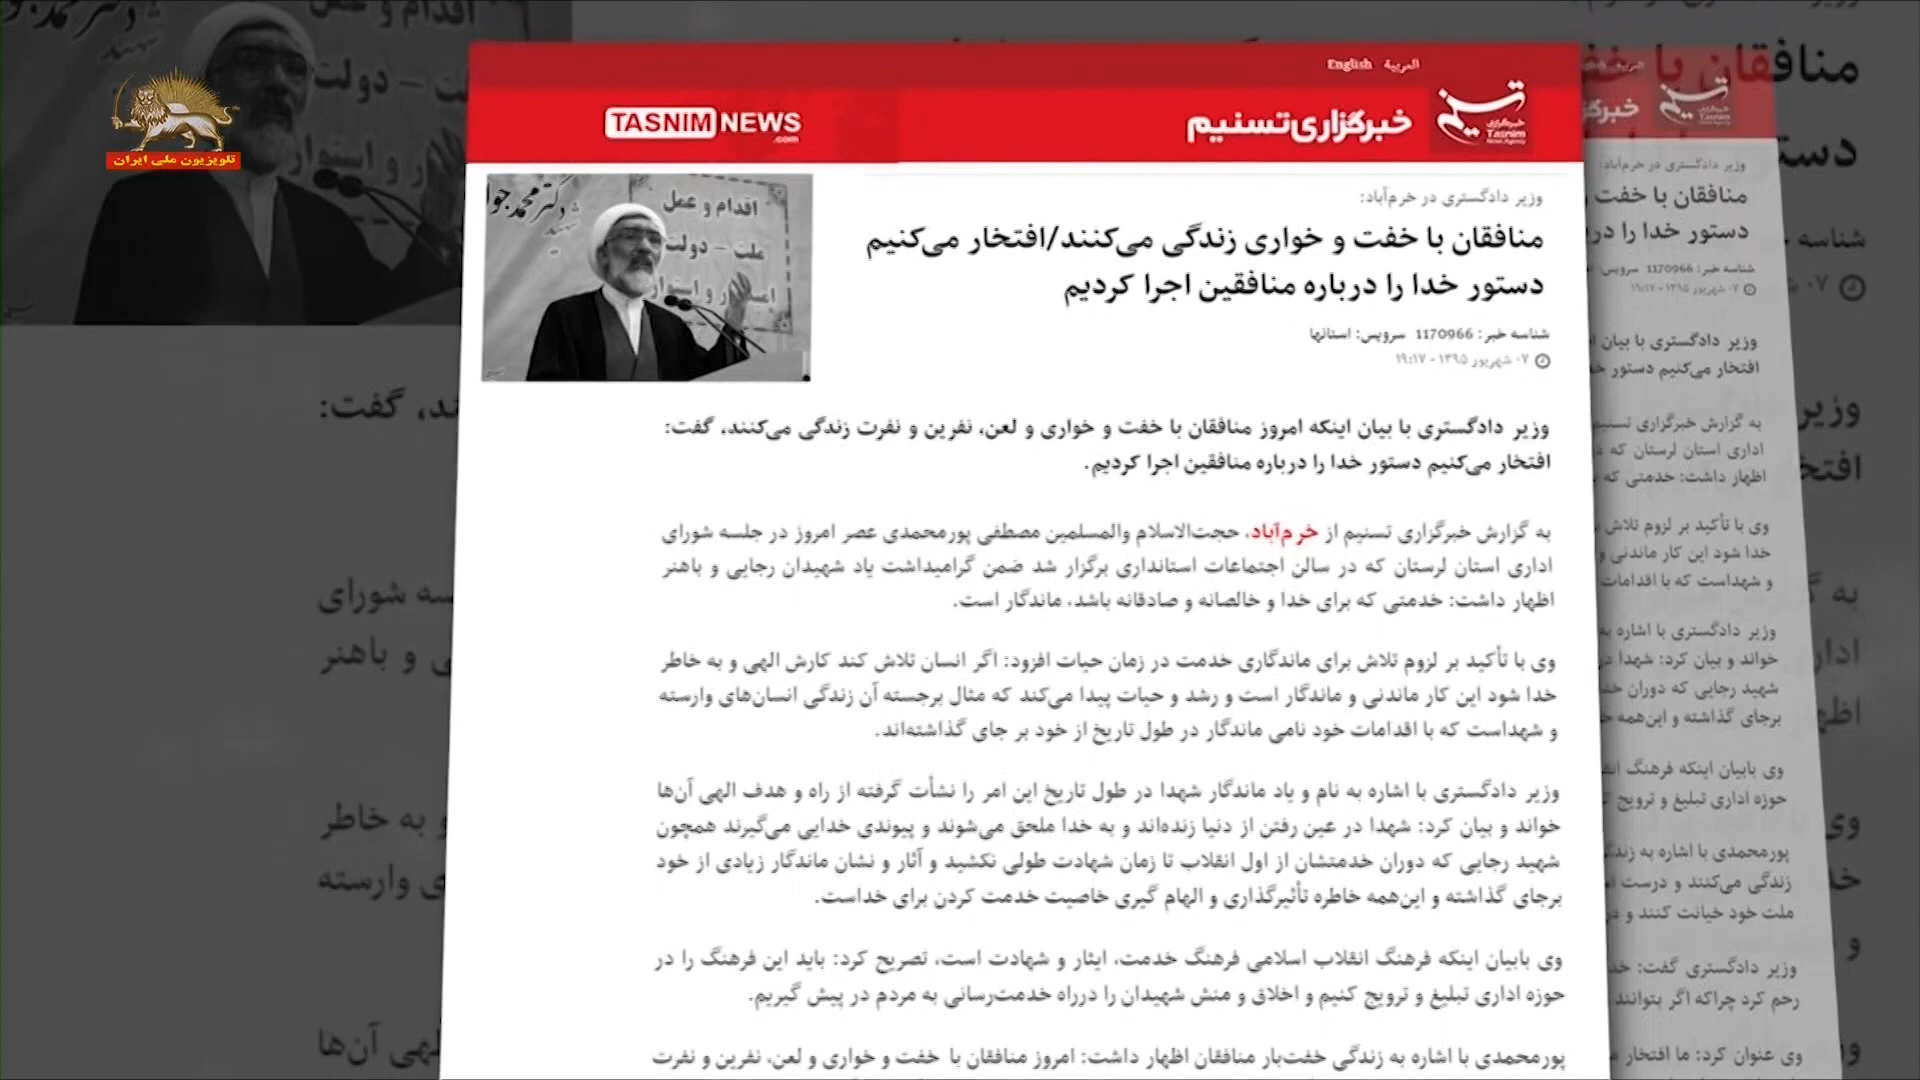 تلویزیون ملی ایران
English العربیة
TASNIM NEWS .com
خبرگزاری تسنیم
خبرگزاری
Tasnim
News Agency
اقدام و عمل
ملت - دولت
وزیر دادگستری در خرم‌آباد:
منافقان با خفت و خواری زندگی می‌کنند/افتخار می‌کنیم
دستور خدا را درباره منافقین اجرا کردیم
شناسه خبر: 1170966 سرویس: استانها
۰۷ شهریور ۱۳۹۵ - ۱۹:۱۷
وزیر دادگستری با بیان اینکه امروز منافقان با خفت و خواری و لعن، نفرین و نفرت زندگی می‌کنند، گفت:
افتخار می‌کنیم دستور خدا را درباره منافقین اجرا کردیم.
به گزارش خبرگزاری تسنیم از خرم‌آباد، حجت‌الاسلام والمسلمین مصطفی پورمحمدی عصر امروز در جلسه شورای
اداری استان لرستان که در سالن اجتماعات استانداری برگزار شد ضمن گرامیداشت یاد شهیدان رجایی و باهنر
اظهار داشت: خدمتی که برای خدا و خالصانه و صادقانه باشد، ماندگار است.
وی با تأکید بر لزوم تلاش برای ماندگاری خدمت در زمان حیات افزود: اگر انسان تلاش کند کارش الهی و به خاطر
خدا شود این کار ماندنی و ماندگار است و رشد و حیات پیدا می‌کند که مثال برجسته آن زندگی انسان‌های وارسته
و شهداست که با اقدامات خود نامی ماندگار در طول تاریخ از خود بر جای گذاشته‌اند.
وزیر دادگستری با اشاره به نام و یاد ماندگار شهدا در طول تاریخ این امر را نشأت گرفته از راه و هدف الهی آن‌ها
خواند و بیان کرد: شهدا در عین رفتن از دنیا زنده‌اند و به خدا ملحق می‌شوند و پیوندی خدایی می‌گیرند همچون
شهید رجایی که دوران خدمتشان از اول انقلاب تا زمان شهادت طولی نکشید و آثار و نشان ماندگار زیادی از خود
برجای گذاشته و این‌همه خاطره تأثیرگذاری و الهام گیری خاصیت خدمت کردن برای خداست.
وی بابیان اینکه فرهنگ انقلاب اسلامی فرهنگ خدمت، ایثار و شهادت است، تصریح کرد: باید این فرهنگ را در
حوزه اداری تبلیغ و ترویج کنیم و اخلاق و منش شهیدان را درراه خدمت‌رسانی به مردم در پیش گیریم.
پورمحمدی با اشاره به زندگی خفت‌بار منافقان اظهار داشت: امروز منافقان با خفت و خواری و لعن، نفرین و نفرت